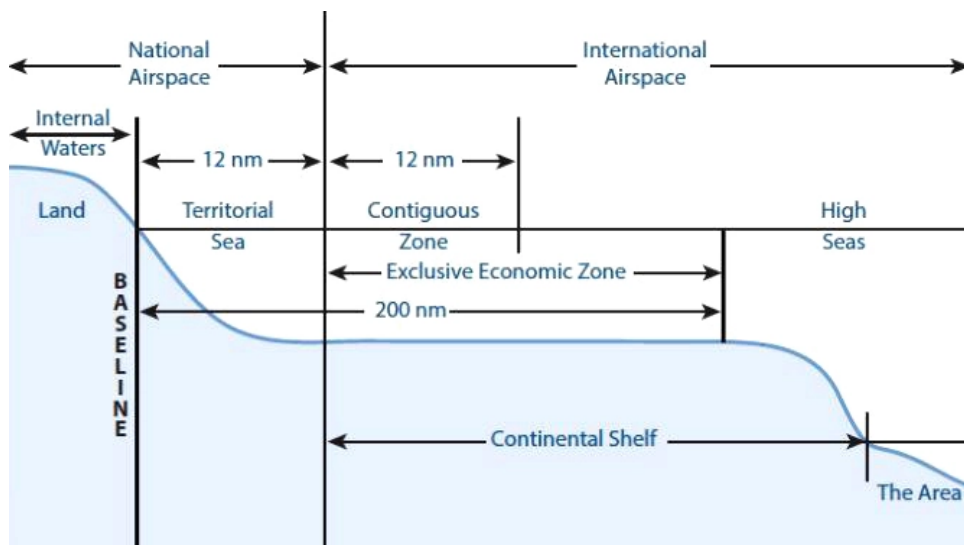 National
Airspace
International
Airspace
Internal
Waters
12 nm
12 nm
Land
Territorial
Sea
Contiguous
Zone
High
Seas
Exclusive Economic Zone
200 nm
BASELINE
Continental Shelf
The Area